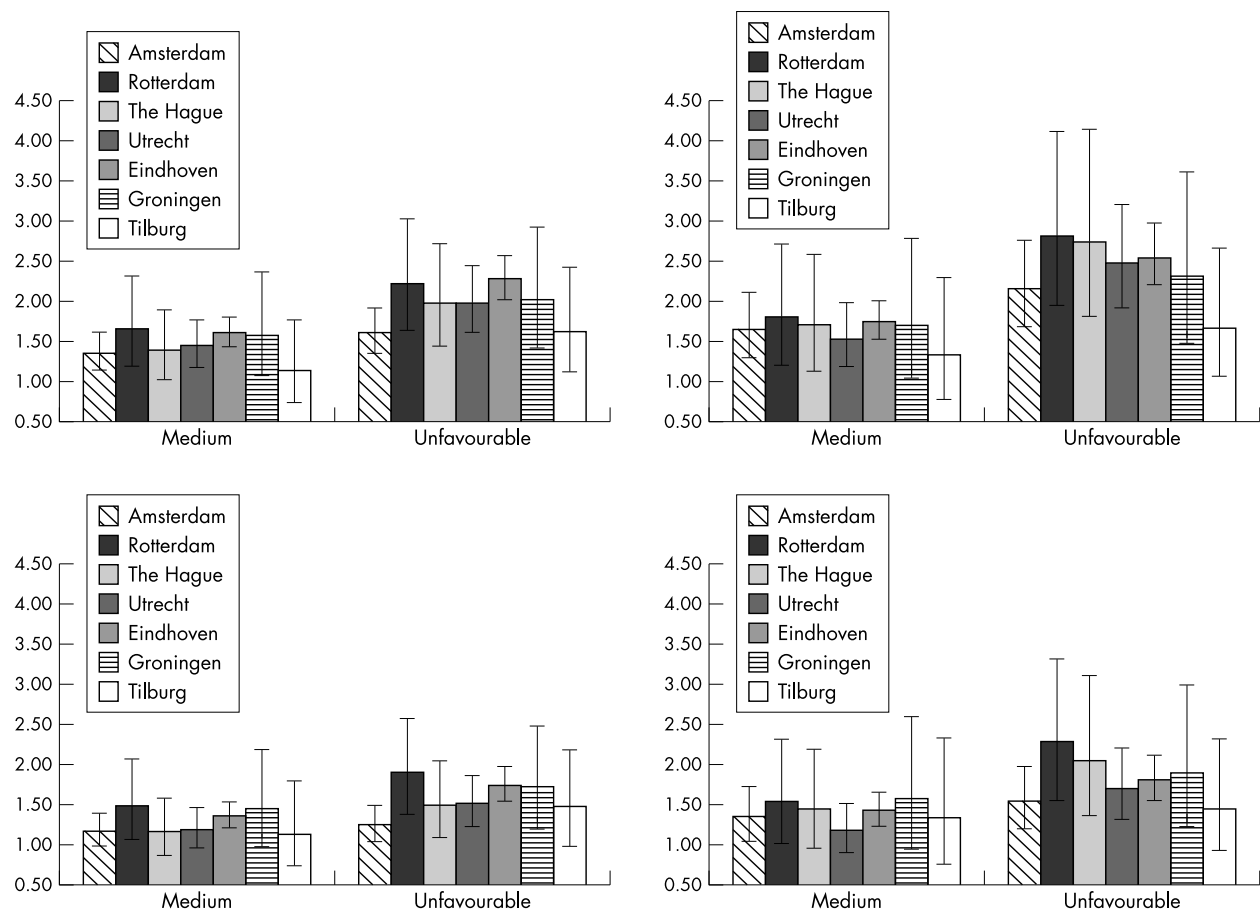 Amsterdam
Rotterdam
The Hague
Utrecht
Eindhoven
Groningen
Tilburg
4.50
4.00
3.50
3.00
2.50
2.00
1.50
1.00
0.50
Medium Unfavourable
Amsterdam
Rotterdam
The Hague
Utrecht
Eindhoven
Groningen
Tilburg
4.50
4.00
3.50
3.00
2.50
2.00
1.50
1.00
0.50
Medium Unfavourable
Amsterdam
Rotterdam
The Hague
Utrecht
Eindhoven
Groningen
Tilburg
4.50
4.00
3.50
3.00
2.50
2.00
1.50
1.00
0.50
Medium Unfavourable
Amsterdam
Rotterdam
The Hague
Utrecht
Eindhoven
Groningen
Tilburg
4.50
4.00
3.50
3.00
2.50
2.00
1.50
1.00
0.50
Medium Unfavourable